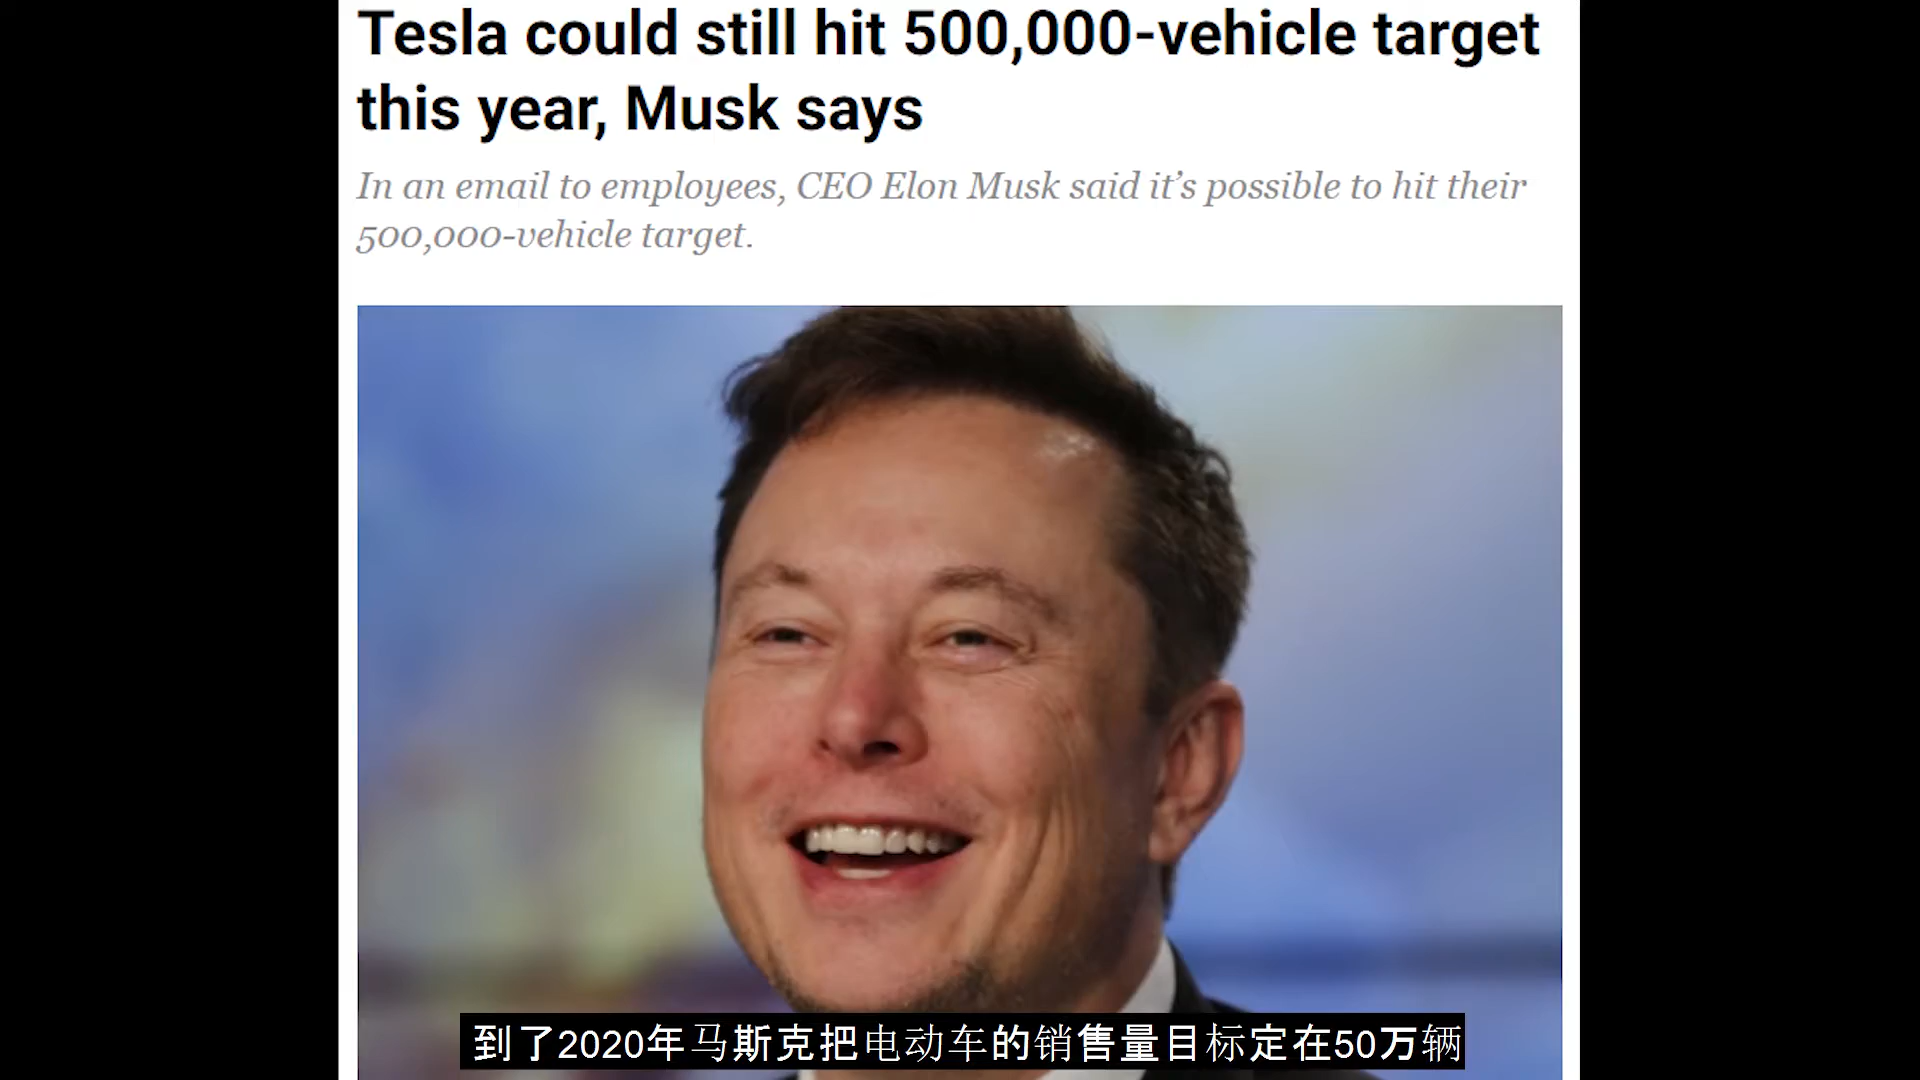 Tesla could still hit 500,000-vehicle target
this year, Musk says
In an email to employees, CEO Elon Musk said it’s possible to hit their
500,000-vehicle target.
到了2020年马斯克把电动车的销售量目标定在50万辆